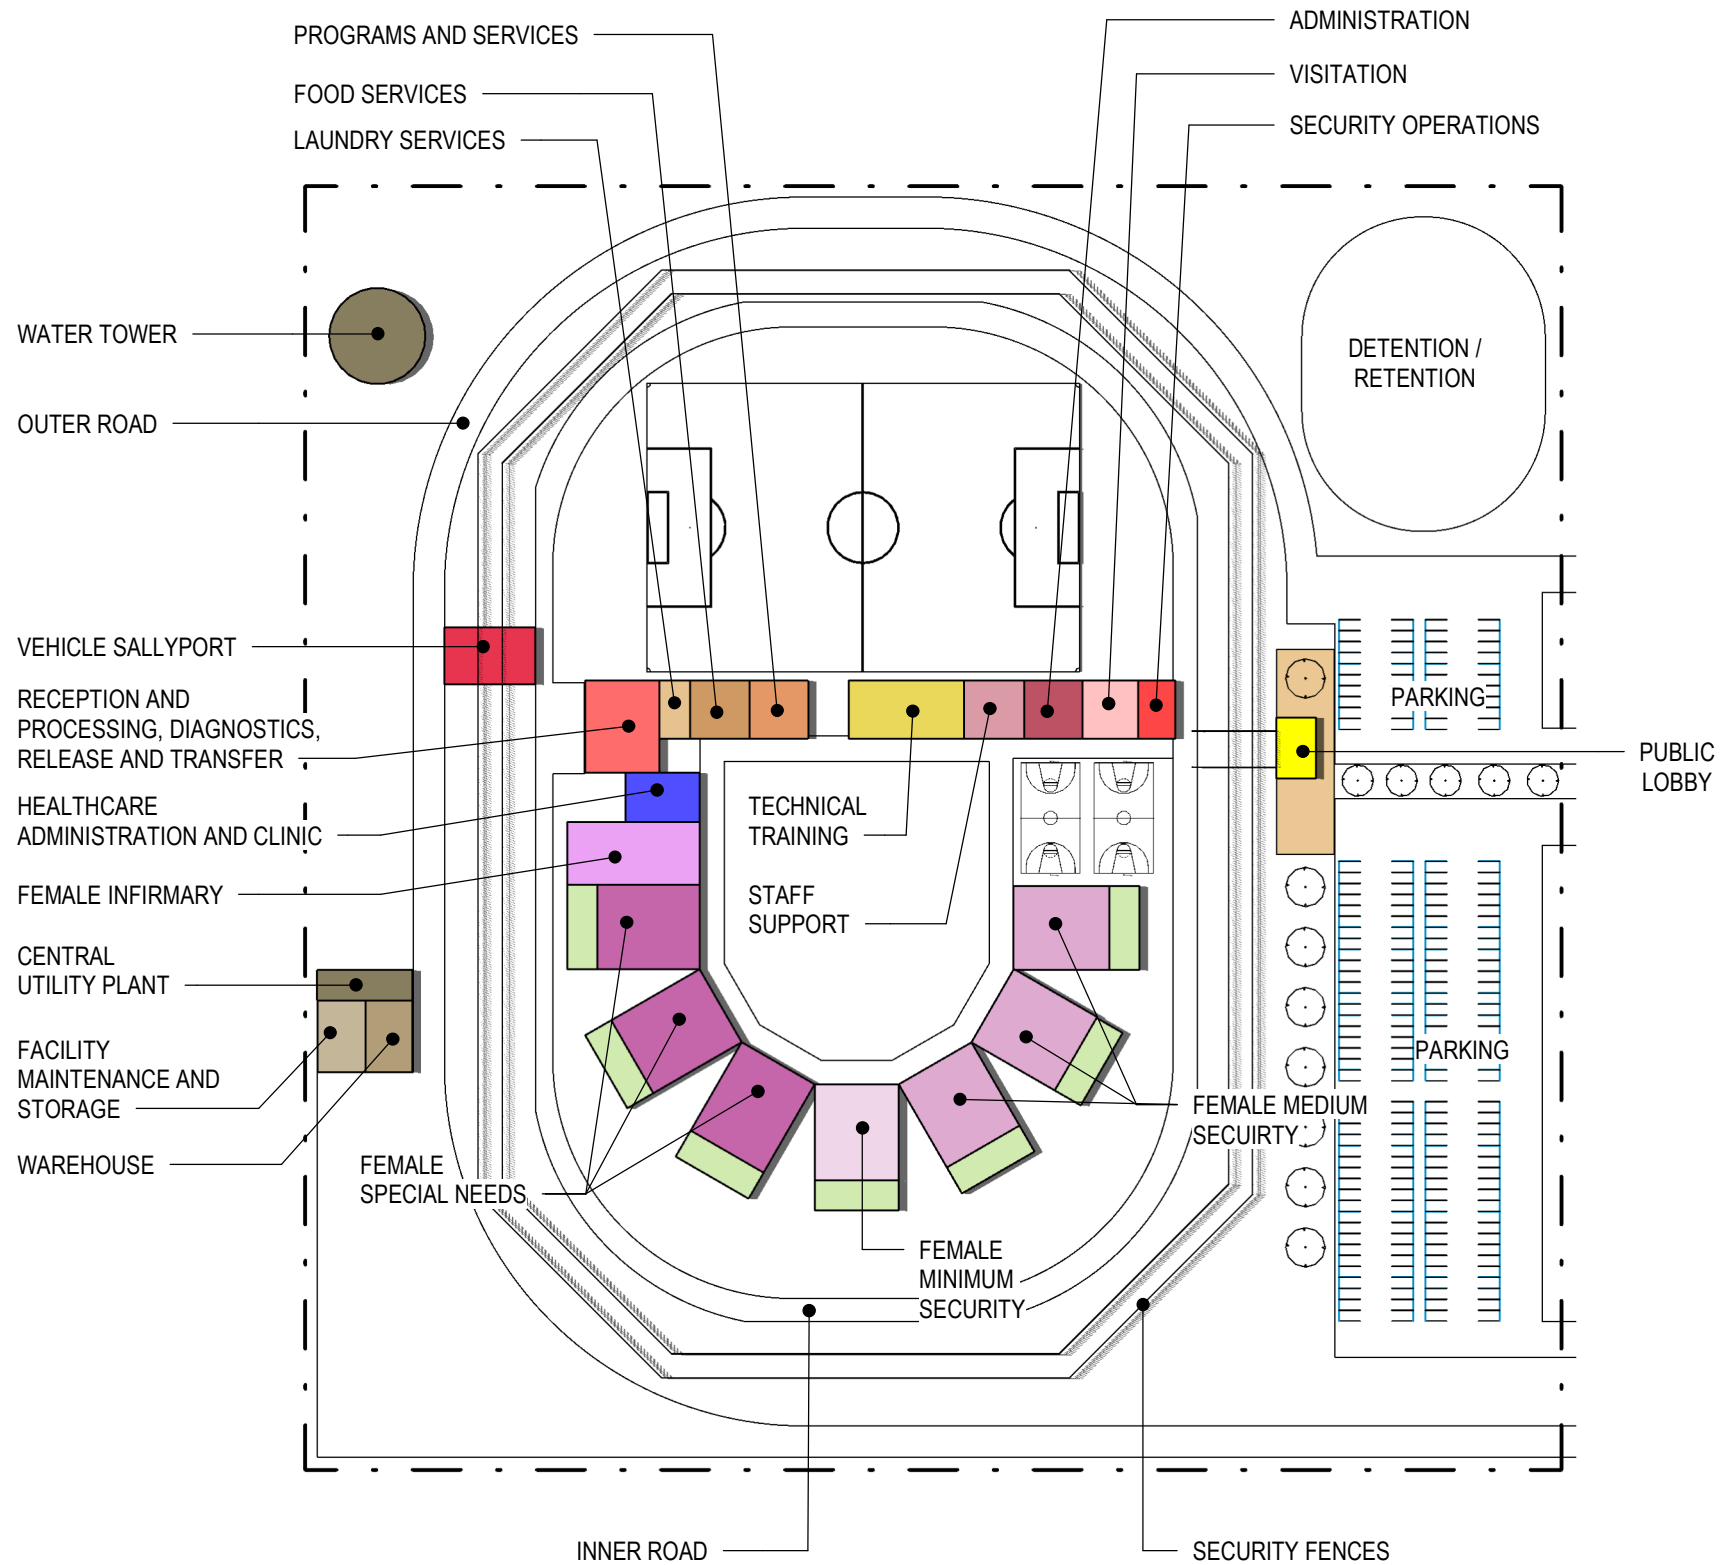 PROGRAMS AND SERVICES
FOOD SERVICES
LAUNDRY SERVICES
ADMINISTRATION
VISITATION
SECURITY OPERATIONS
WATER TOWER
OUTER ROAD
DETENTION /
RETENTION
VEHICLE SALLYPORT
RECEPTION AND
PROCESSING, DIAGNOSTICS,
RELEASE AND TRANSFER
HEALTHCARE
ADMINISTRATION AND CLINIC
FEMALE INFIRMARY
CENTRAL
UTILITY PLANT
FACILITY
MAINTENANCE AND
STORAGE
WAREHOUSE
TECHNICAL
TRAINING
STAFF
SUPPORT
PARKING
PUBLIC
LOBBY
PARKING
FEMALE MEDIUM
SECUIRTY
FEMALE
SPECIAL NEEDS
FEMALE
MINIMUM
SECURITY
INNER ROAD
SECURITY FENCES